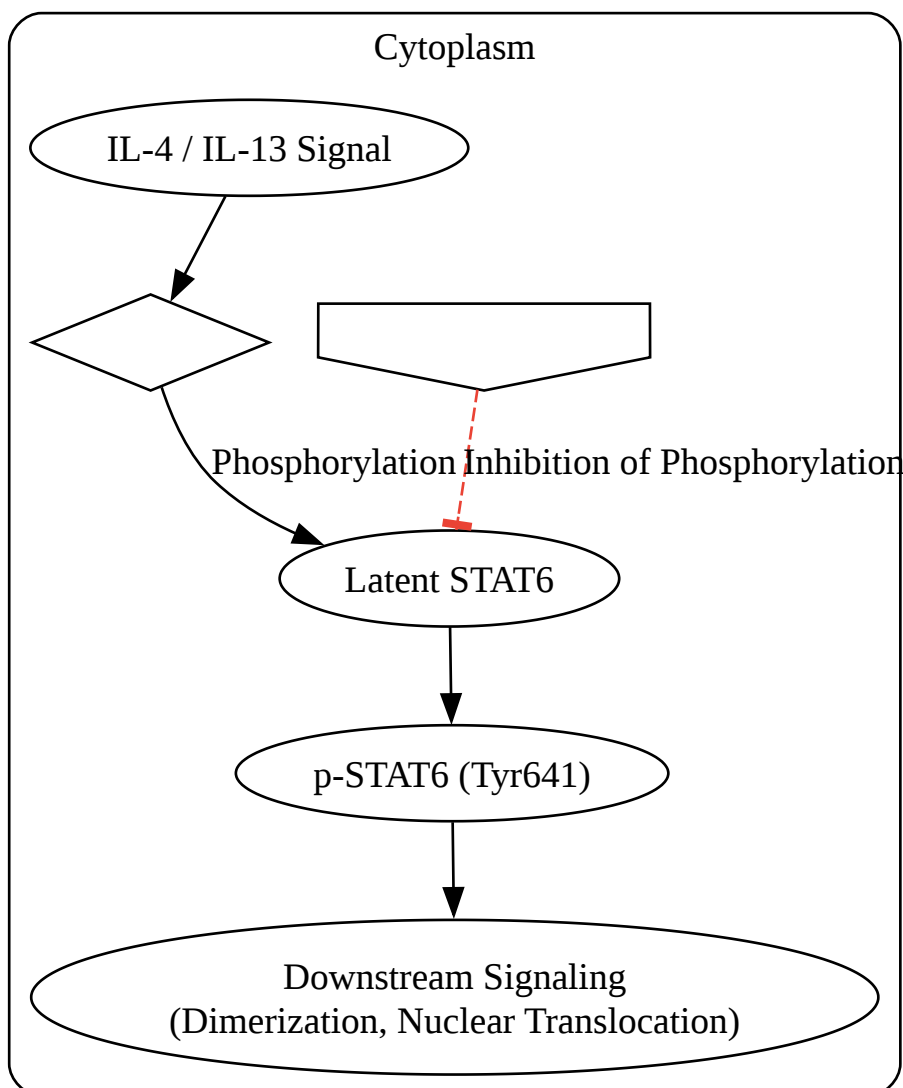 Cytoplasm
IL-4 / IL-13 Signal
Phosphorylation
Inhibition of Phosphorylation
Latent STAT6
p-STAT6 (Tyr641)
Downstream Signaling
(Dimerization, Nuclear Translocation)